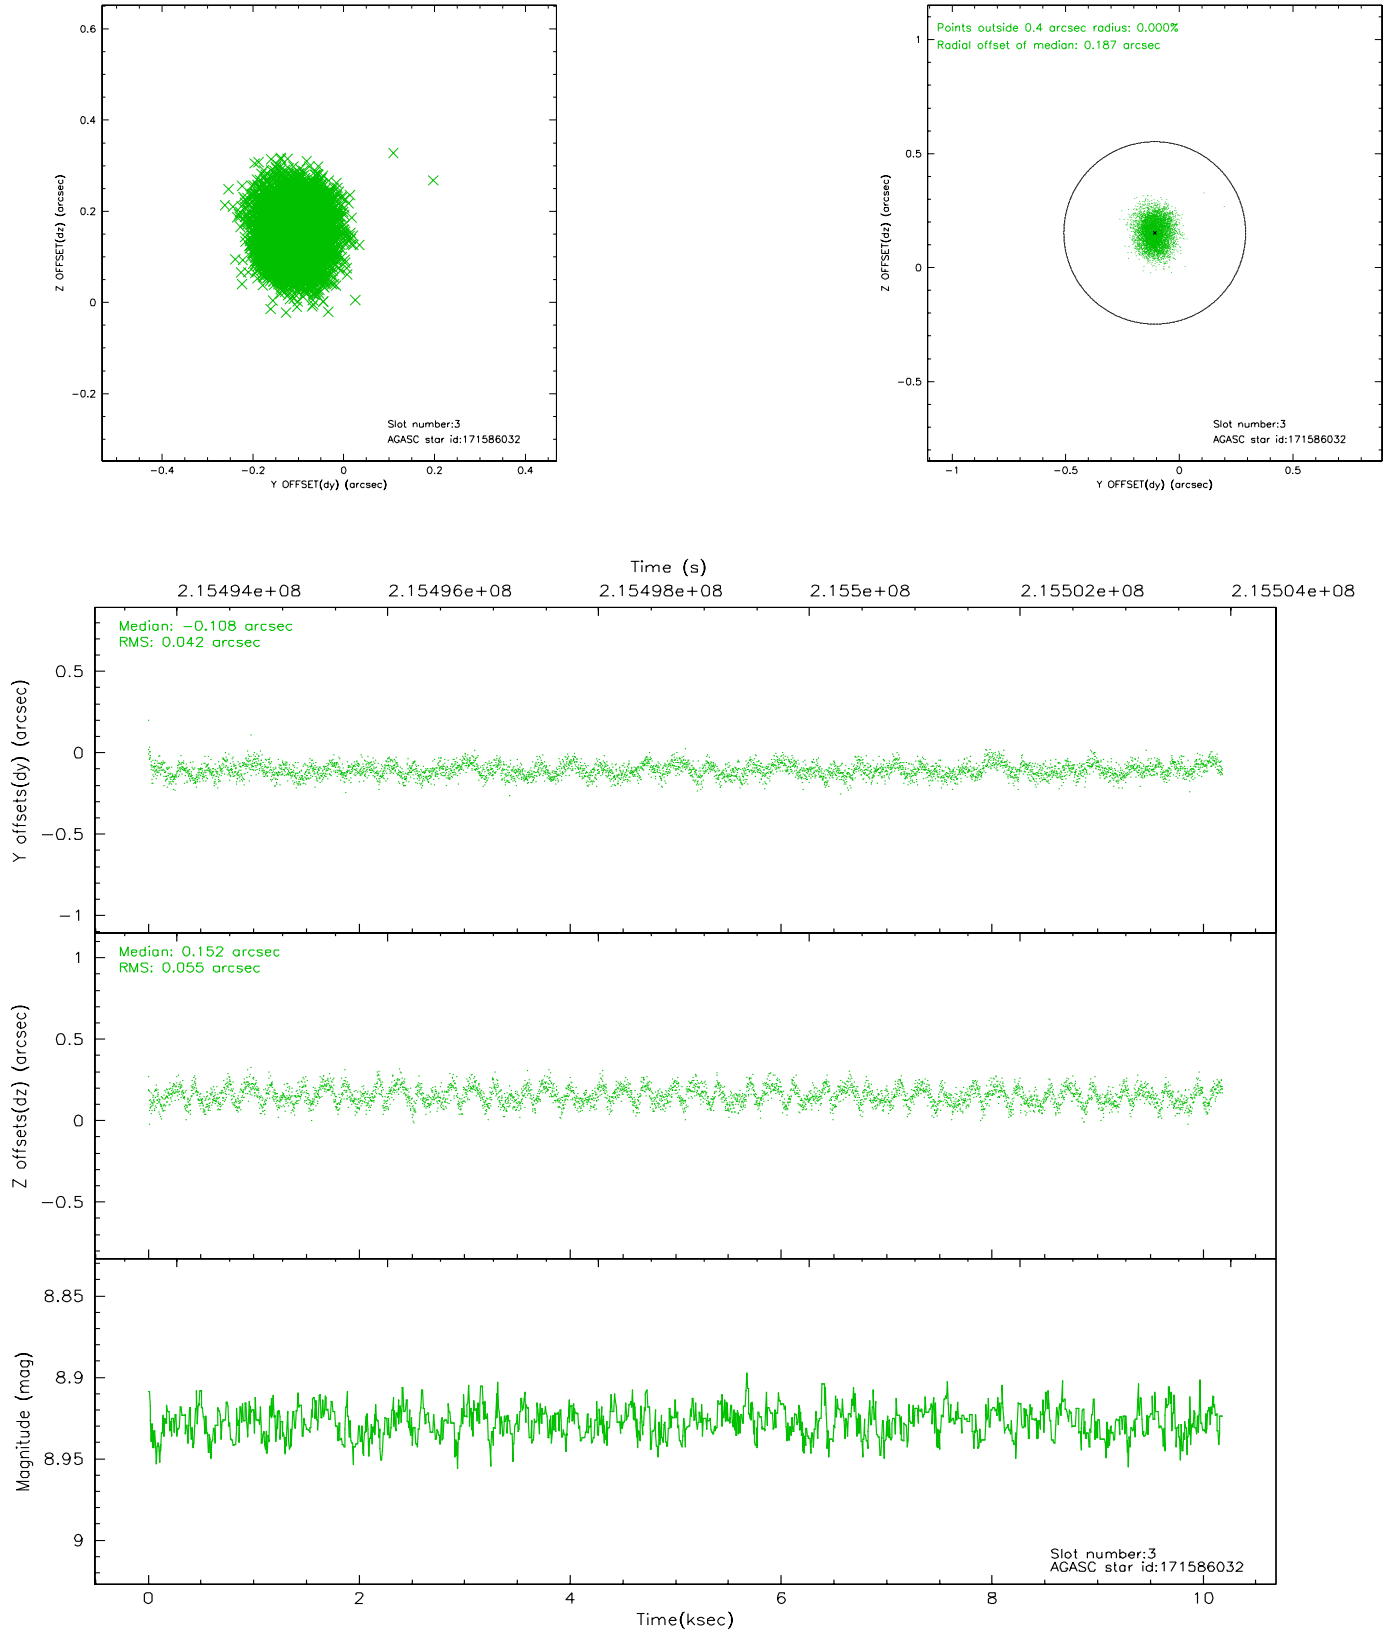 0.6
0.4
0.2
0
−0.2
Z OFFSET(dz) (arcsec)
Slot number:3
AGASC star id:171586032
−0.4 −0.2 0 0.2 0.4
Y OFFSET(dy) (arcsec)
Points outside 0.4 arcsec radius: 0.000%
Radial offset of median: 0.187 arcsec
1
0.5
0
−0.5
Z OFFSET(dz) (arcsec)
Slot number:3
AGASC star id:171586032
−1 −0.5 0 0.5
Y OFFSET(dy) (arcsec)
Time (s)
2.15494e+08 2.15496e+08 2.15498e+08 2.155e+08 2.15502e+08 2.15504e+08
Median: −0.108 arcsec
RMS: 0.042 arcsec
0.5
0
−0.5
−1
Y offsets(dy) (arcsec)
Median: 0.152 arcsec
RMS: 0.055 arcsec
1
0.5
0
−0.5
Z offsets(dz) (arcsec)
8.85
8.9
8.95
9
Magnitude (mag)
Slot number:3
AGASC star id:171586032
0 2 4 6 8 10
Time(ksec)